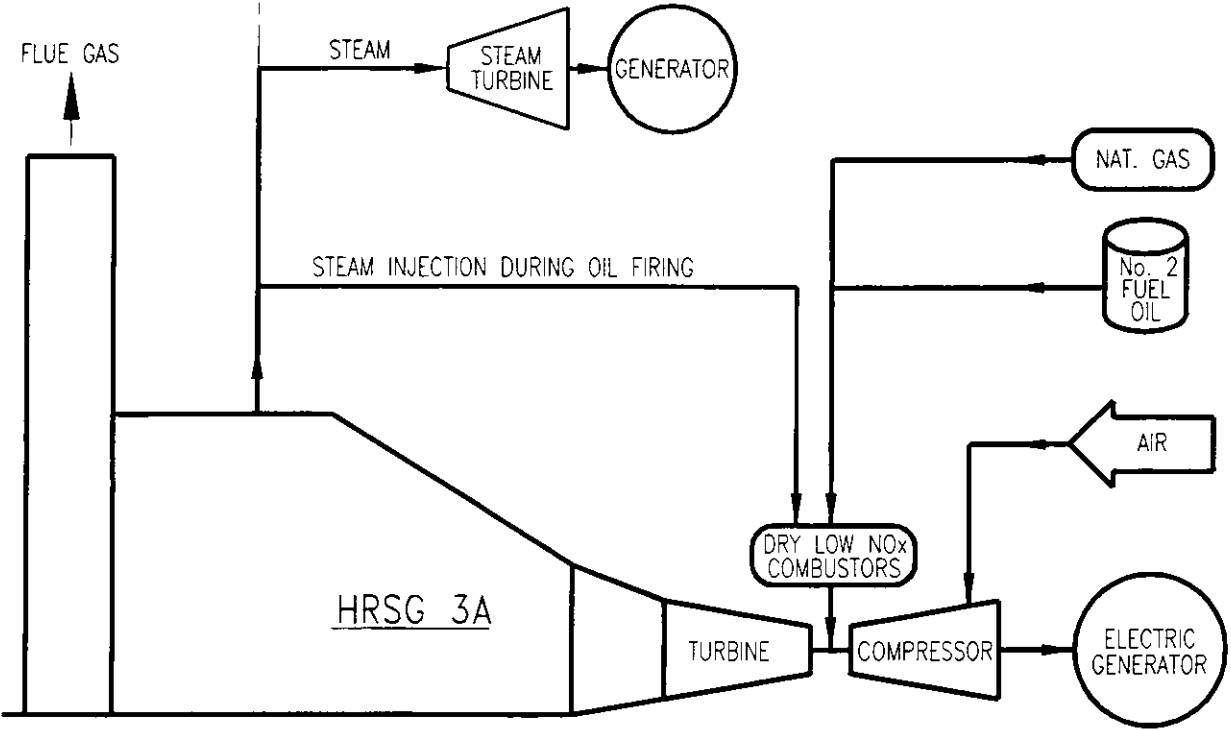 FLUE GAS
STEAM
STEAM
TURBINE
GENERATOR
NAT. GAS
STEAM INJECTION DURING OIL FIRING
No. 2
FUEL
OIL
AIR
DRY LOW NOx
COMBUSTORS
HRSG 3A
TURBINE
COMPRESSOR
ELECTRIC
GENERATOR